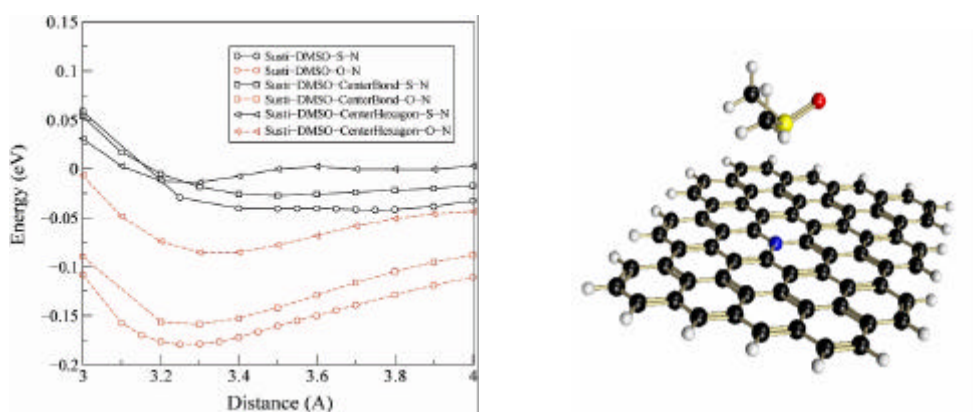 0.15
0.1
0.05
0
−0.05
−0.1
−0.15
−0.2
Energy (eV)
Susti−DMSO−S−N
Susti−DMSO−O−N
Susti−DMSO−CenterBond−S−N
Susti−DMSO−CenterBond−O−N
Susti−DMSO−CenterHexagon−S−N
Susti−DMSO−CenterHexagon−O−N
3 3.2 3.4 3.6 3.8 4
Distance (A)